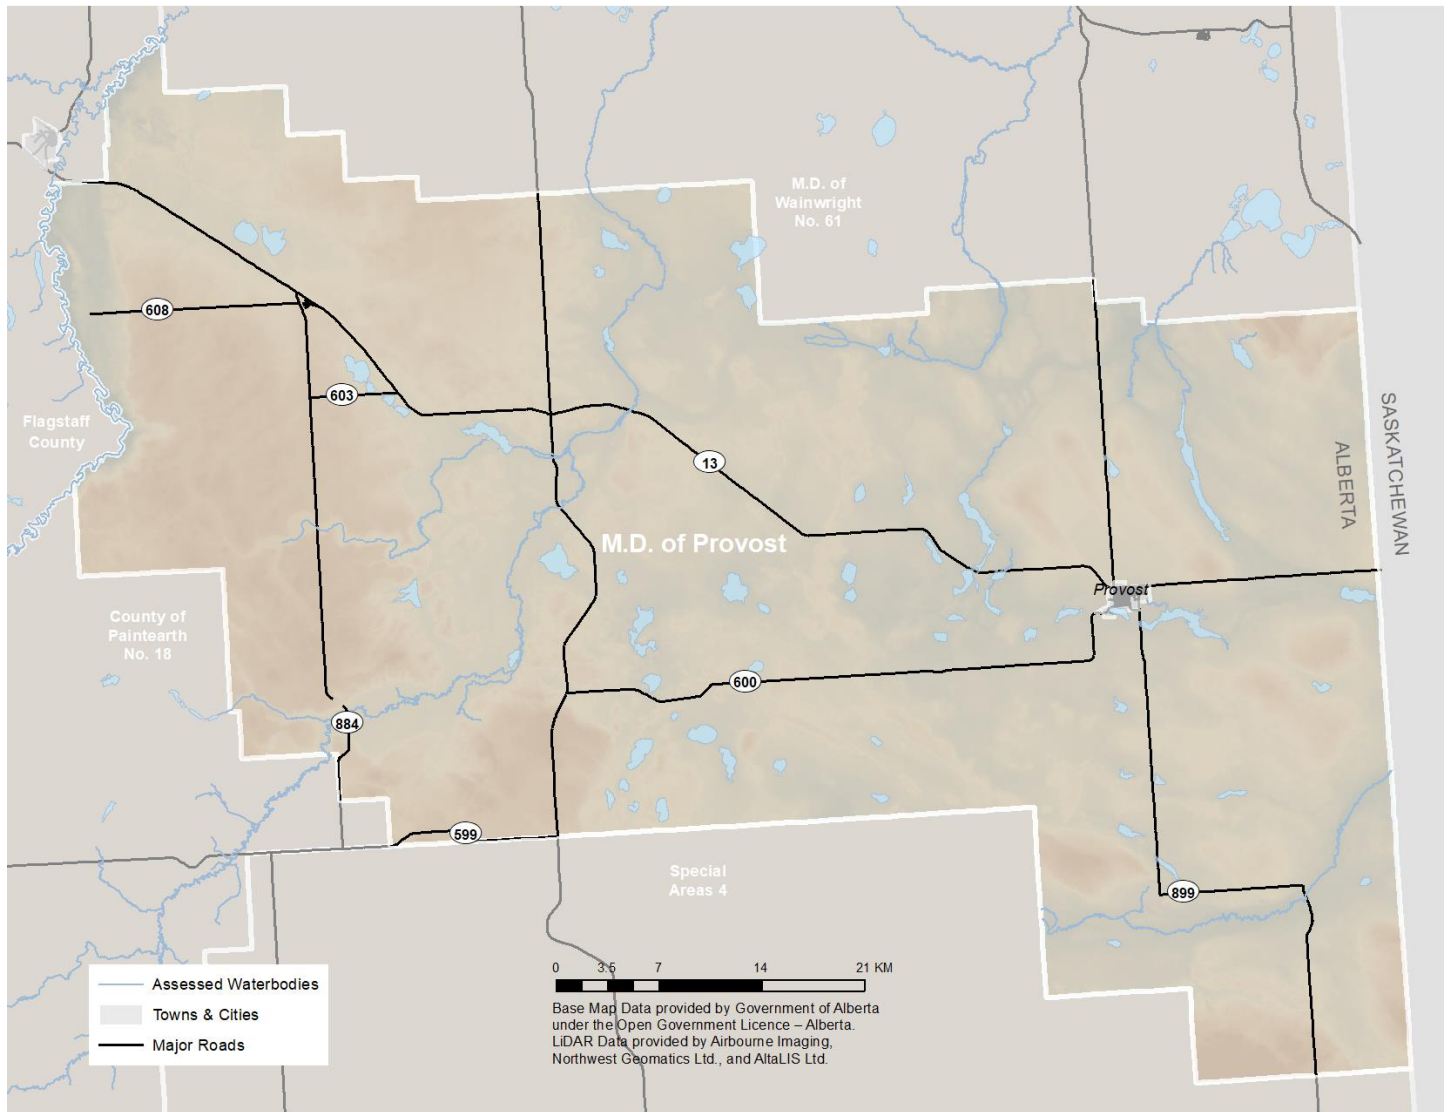 M.D. of
Wainwright
No. 61
608
603
Flagstaff
County
13
SASKATCHEWAN
ALBERTA
M.D. of Provost
Provost
County of
Paintearth
No. 18
600
884
599
Special
Areas 4
899
0 3.5 7 14 21 KM
Assessed Waterbodies
Towns & Cities
Major Roads
Base Map Data provided by Government of Alberta
under the Open Government Licence – Alberta.
LiDAR Data provided by Airbourne Imaging,
Northwest Geomatics Ltd., and AltaLIS Ltd.